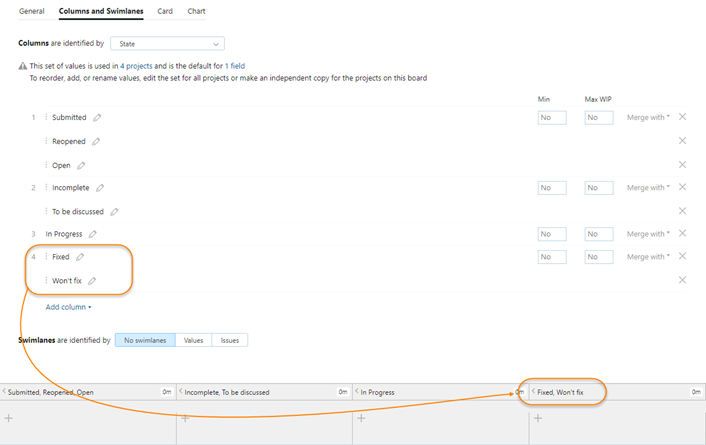 General Columns and Swimlanes Card Chart
Columns are identified by State
This set of values is used in 4 projects and is the default for 1 field
To reorder, add, or rename values, edit the set for all projects or make an independent copy for the projects on this board
Min Max WIP
1 Submitted No No Merge with *
Reopened
Open
2 Incomplete No No Merge with *
To be discussed
3 In Progress No No Merge with *
4 Fixed No No Merge with *
Won't fix
Add column
Swimlanes are identified by No swimlanes Values Issues
Submitted, Reopened, Open 0m Incomplete, To be discussed 0m In Progress 0m Fixed, Won't fix 0m